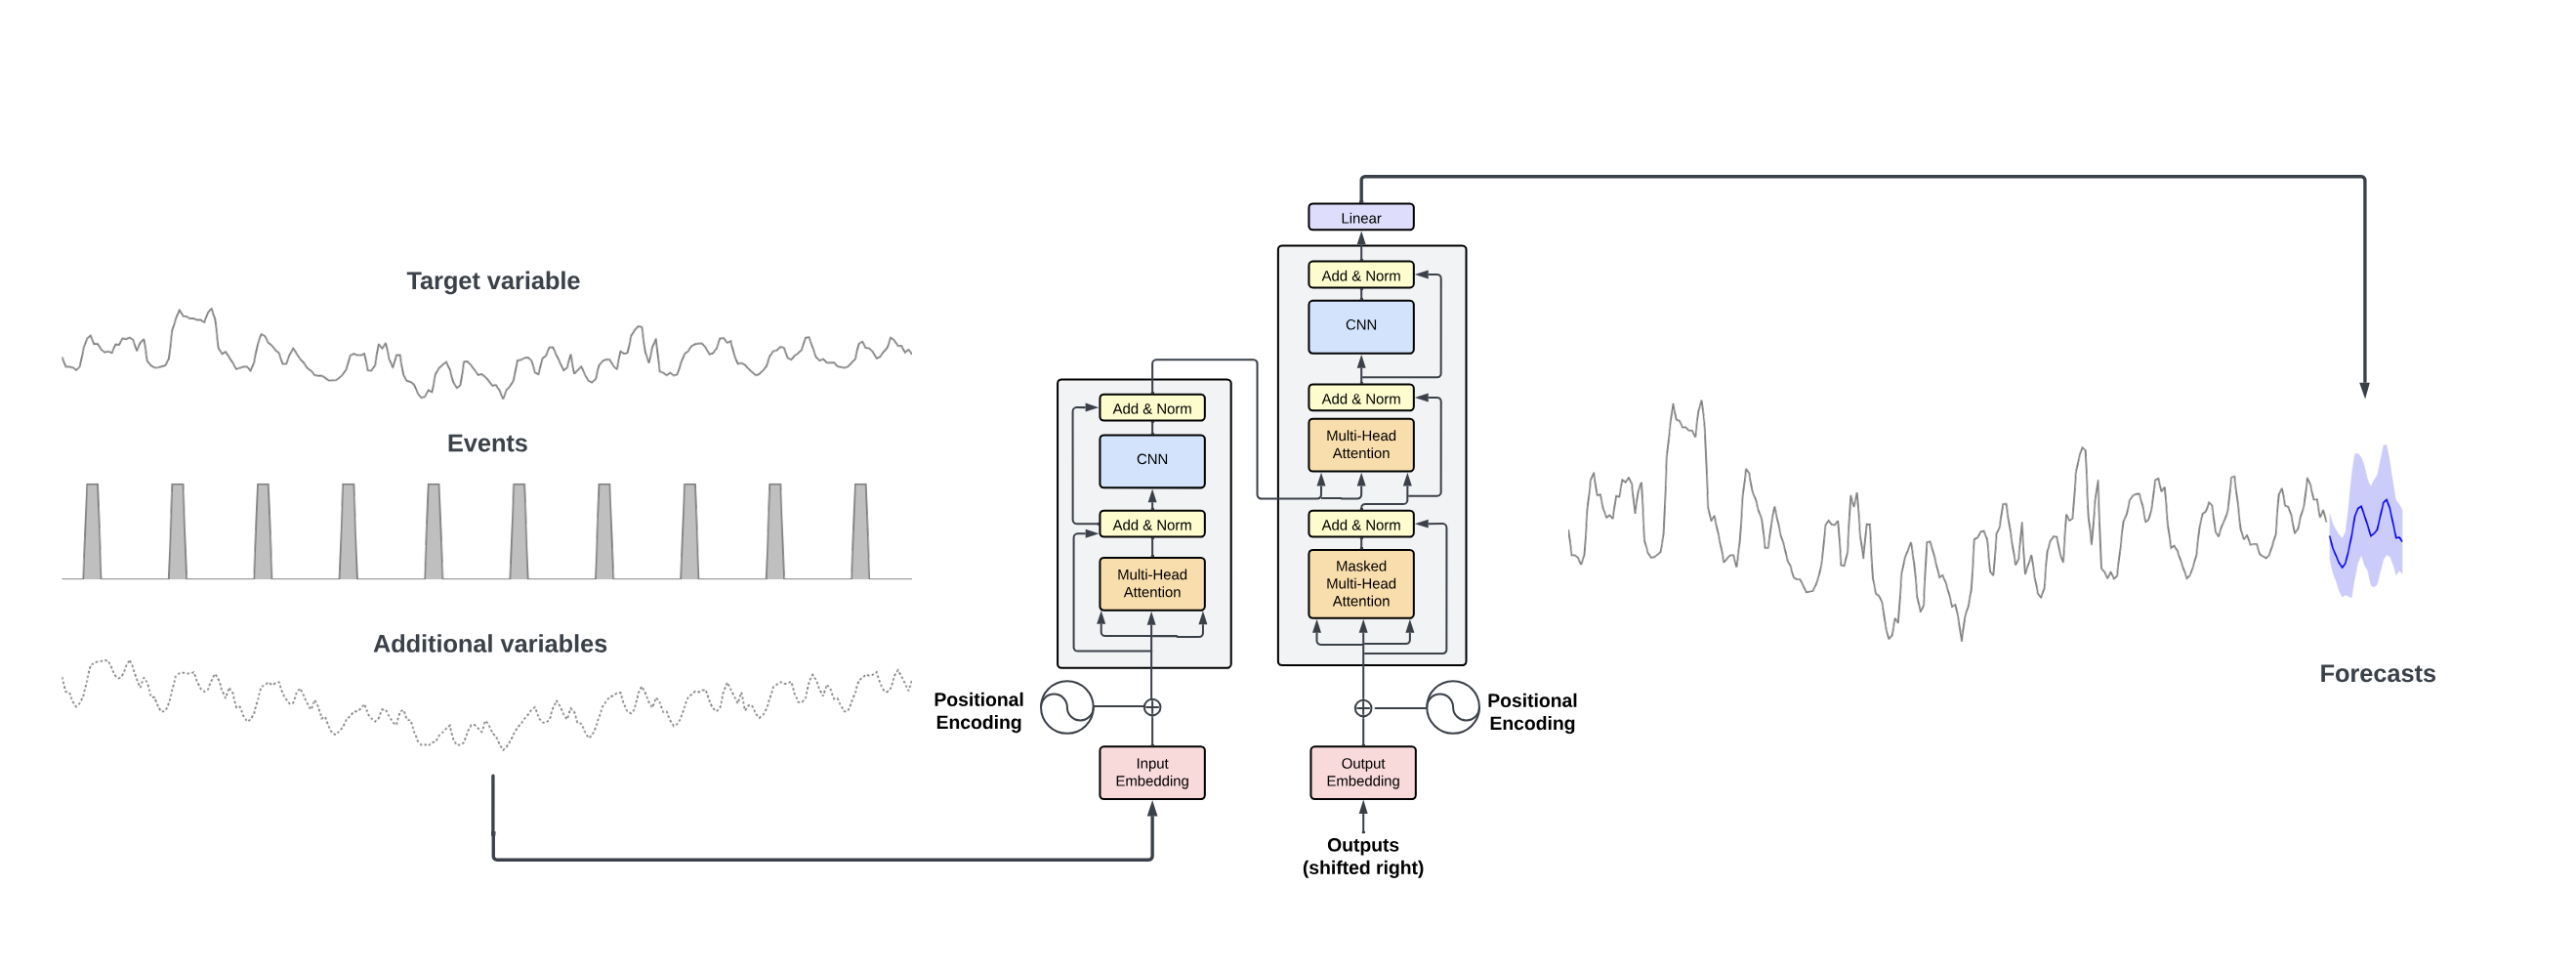 Target variable
Events
Additional variables
Add & Norm
CNN
Add & Norm
Multi-Head
Attention
Positional
Encoding
Input
Embedding
Linear
Add & Norm
CNN
Add & Norm
Multi-Head
Attention
Add & Norm
Masked
Multi-Head
Attention
Positional
Encoding
Output
Embedding
Outputs
(shifted right)
Forecasts